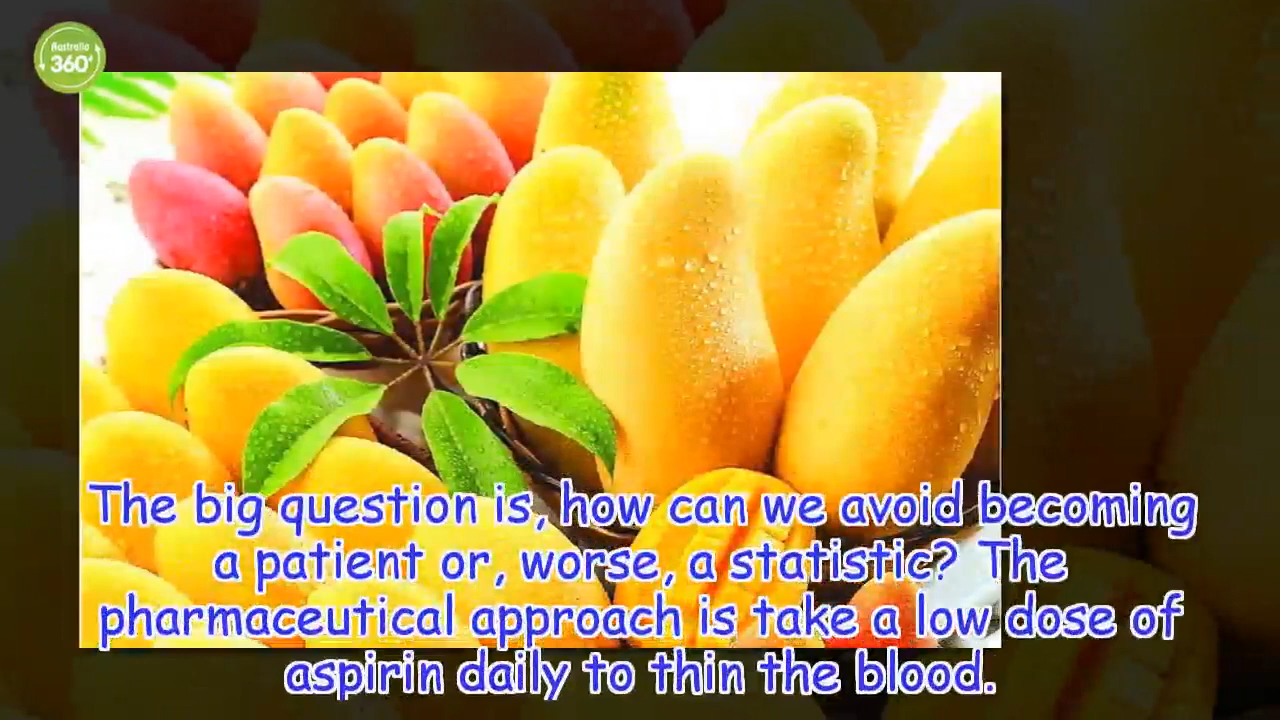 Australia
360°
The big question is, how can we avoid becoming
a patient or, worse, a statistic? The
pharmaceutical approach is take a low dose of
aspirin daily to thin the blood.